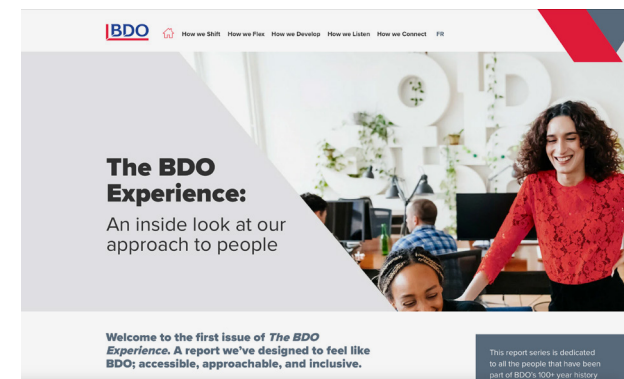 BDO
How we Shift How we Flex How we Develop How we Listen How we Connect FR
The BDO
Experience:
An inside look at our
approach to people
Welcome to the first issue of The BDO
Experience. A report we've designed to feel like
BDO; accessible, approachable, and inclusive.
This report series is dedicated
to all the people that have been
part of BDO's 100+ year history